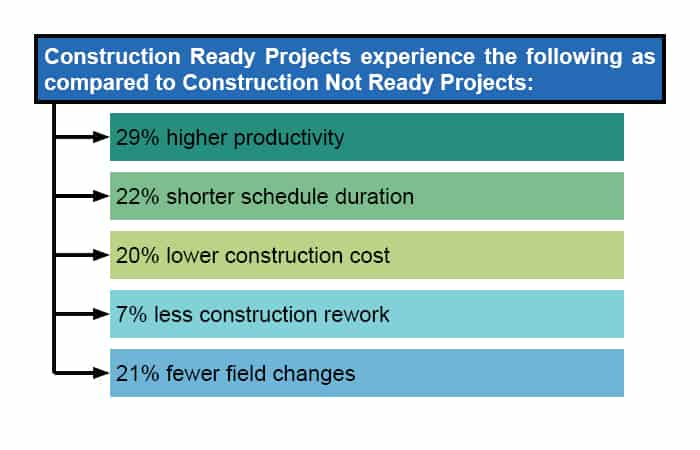 Construction Ready Projects experience the following as
compared to Construction Not Ready Projects:
29% higher productivity
22% shorter schedule duration
20% lower construction cost
7% less construction rework
21% fewer field changes